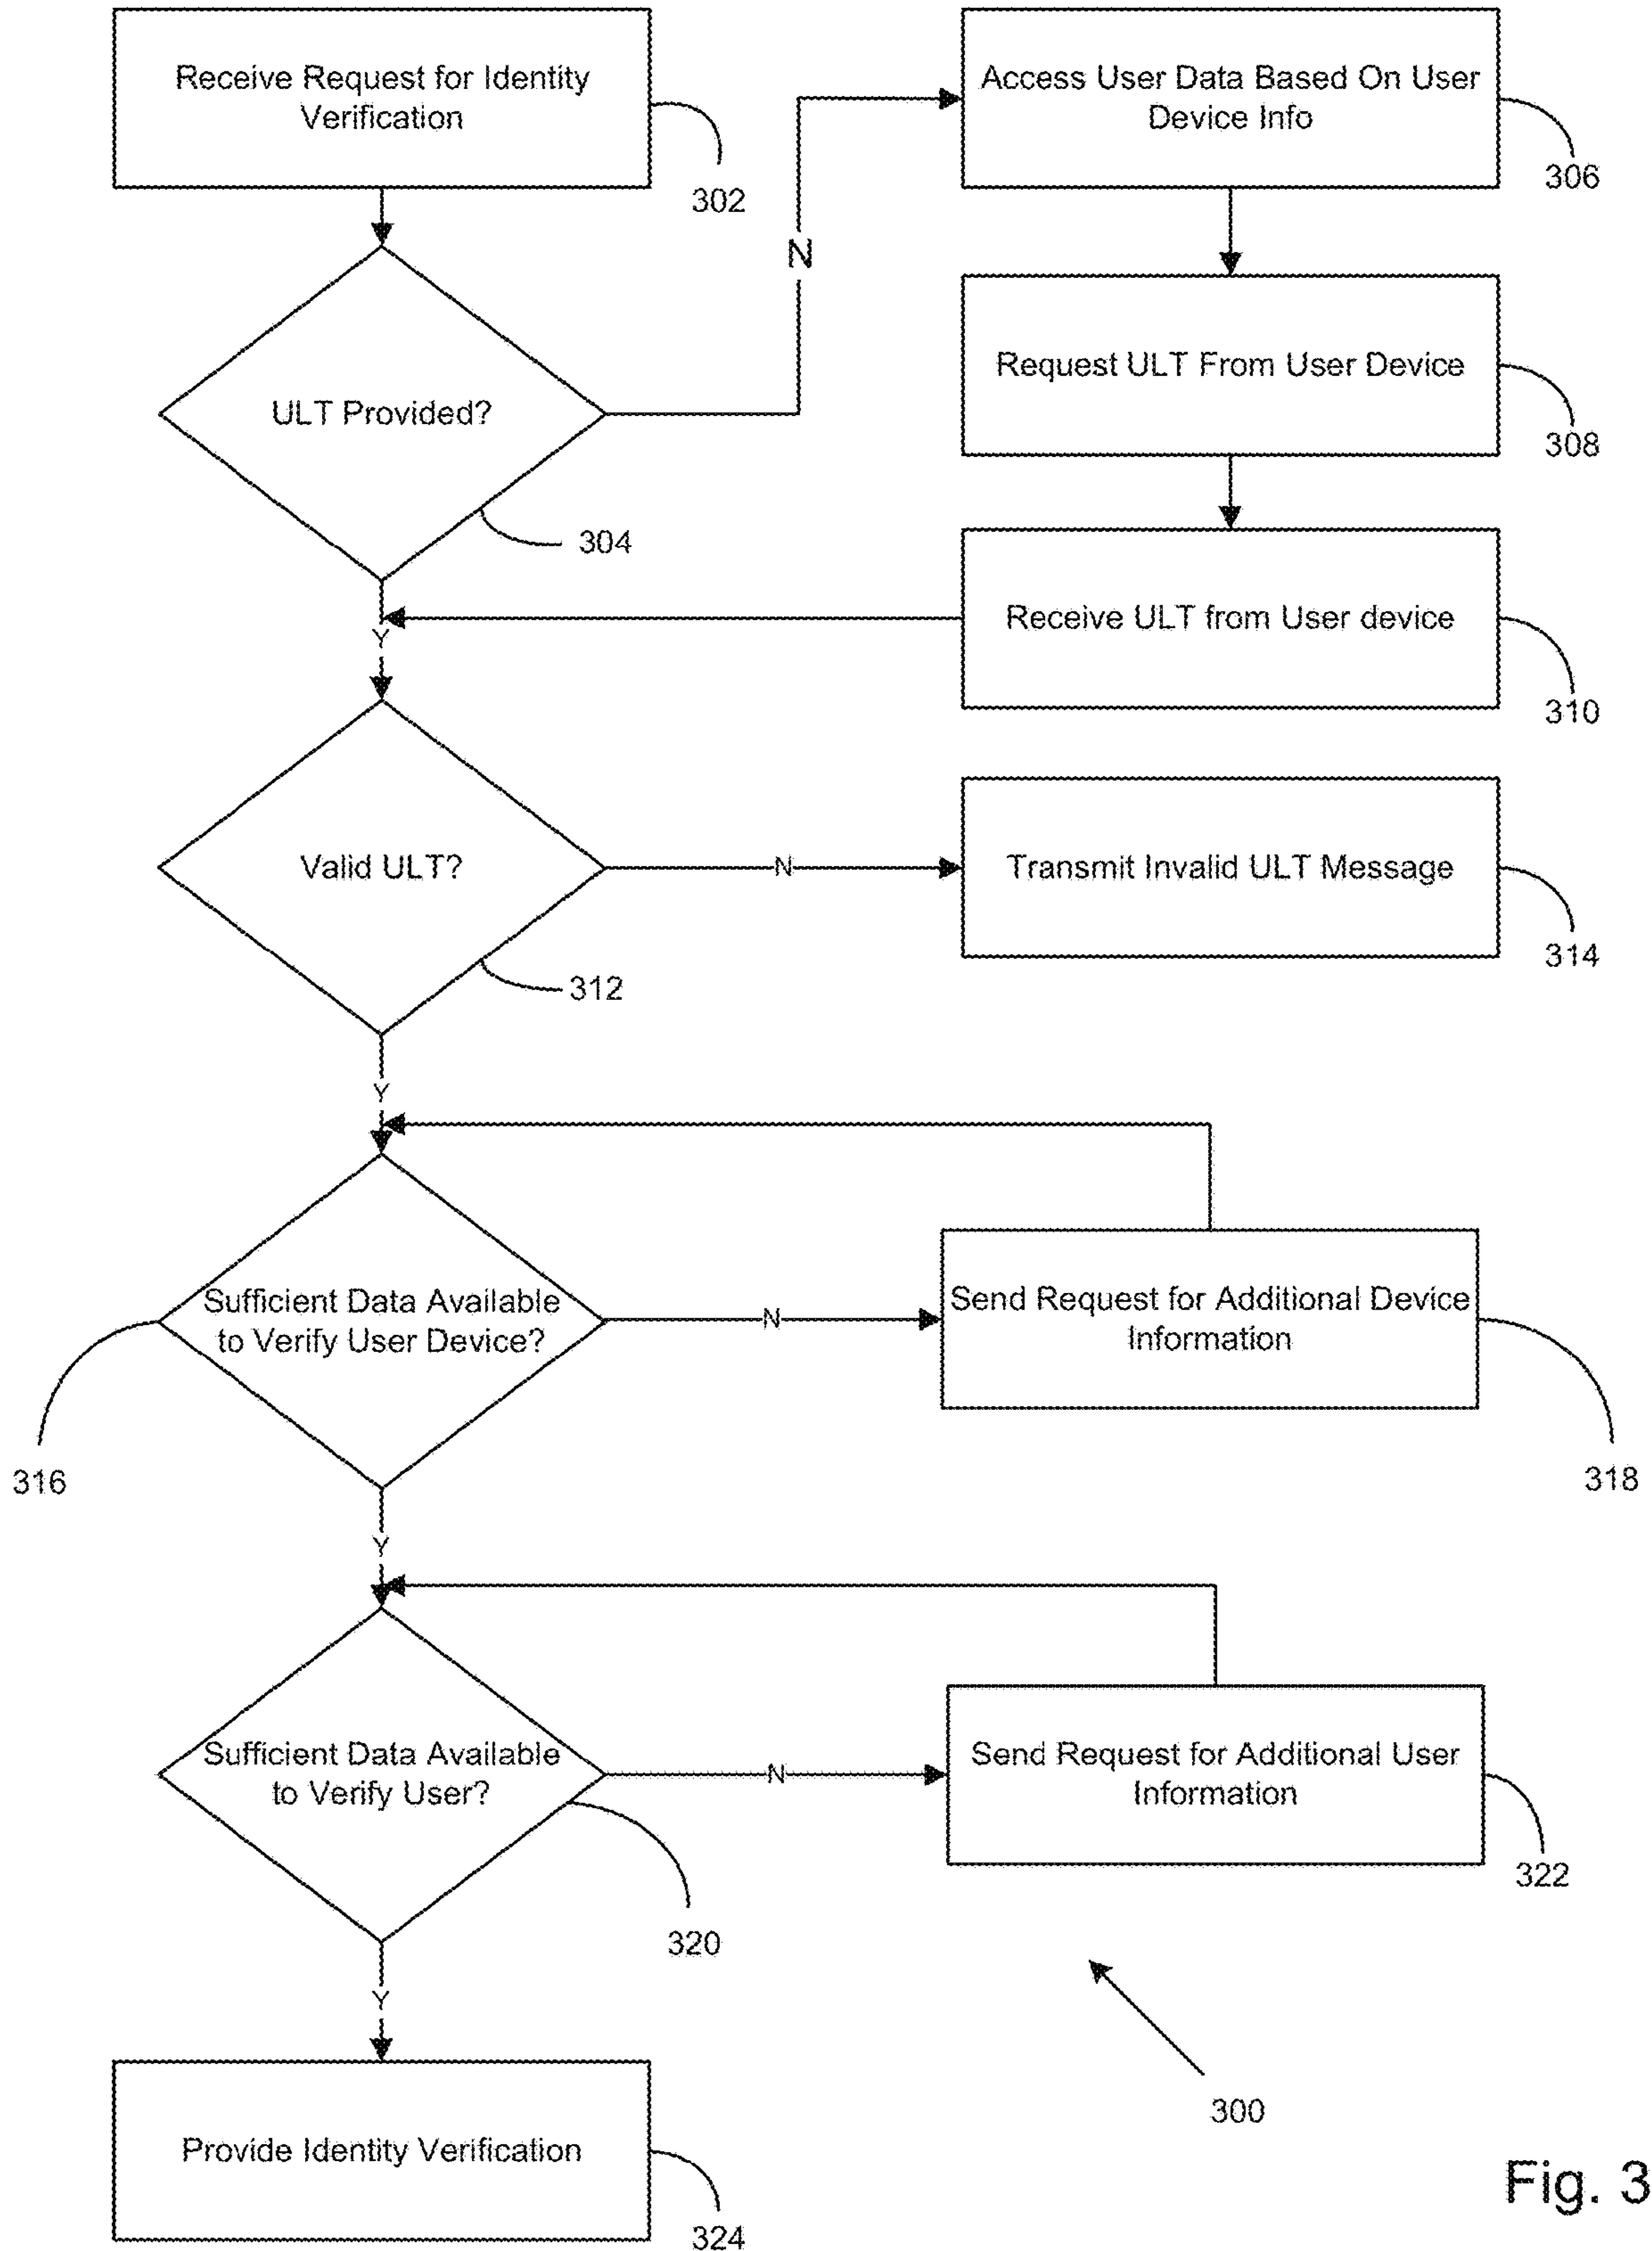 Receive Request for Identity
Verification
302
Access User Data Based On User
Device Info
306
N
Request ULT From User Device
308
ULT Provided?
304
Receive ULT from User device
310
Y
Valid ULT?
312
N
Transmit Invalid ULT Message
314
Y
Sufficient Data Available
to Verify User Device?
316
N
Send Request for Additional Device
Information
318
Y
Sufficient Data Available
to Verify User?
320
N
Send Request for Additional User
Information
322
Y
Provide Identity Verification
324
300
Fig. 3